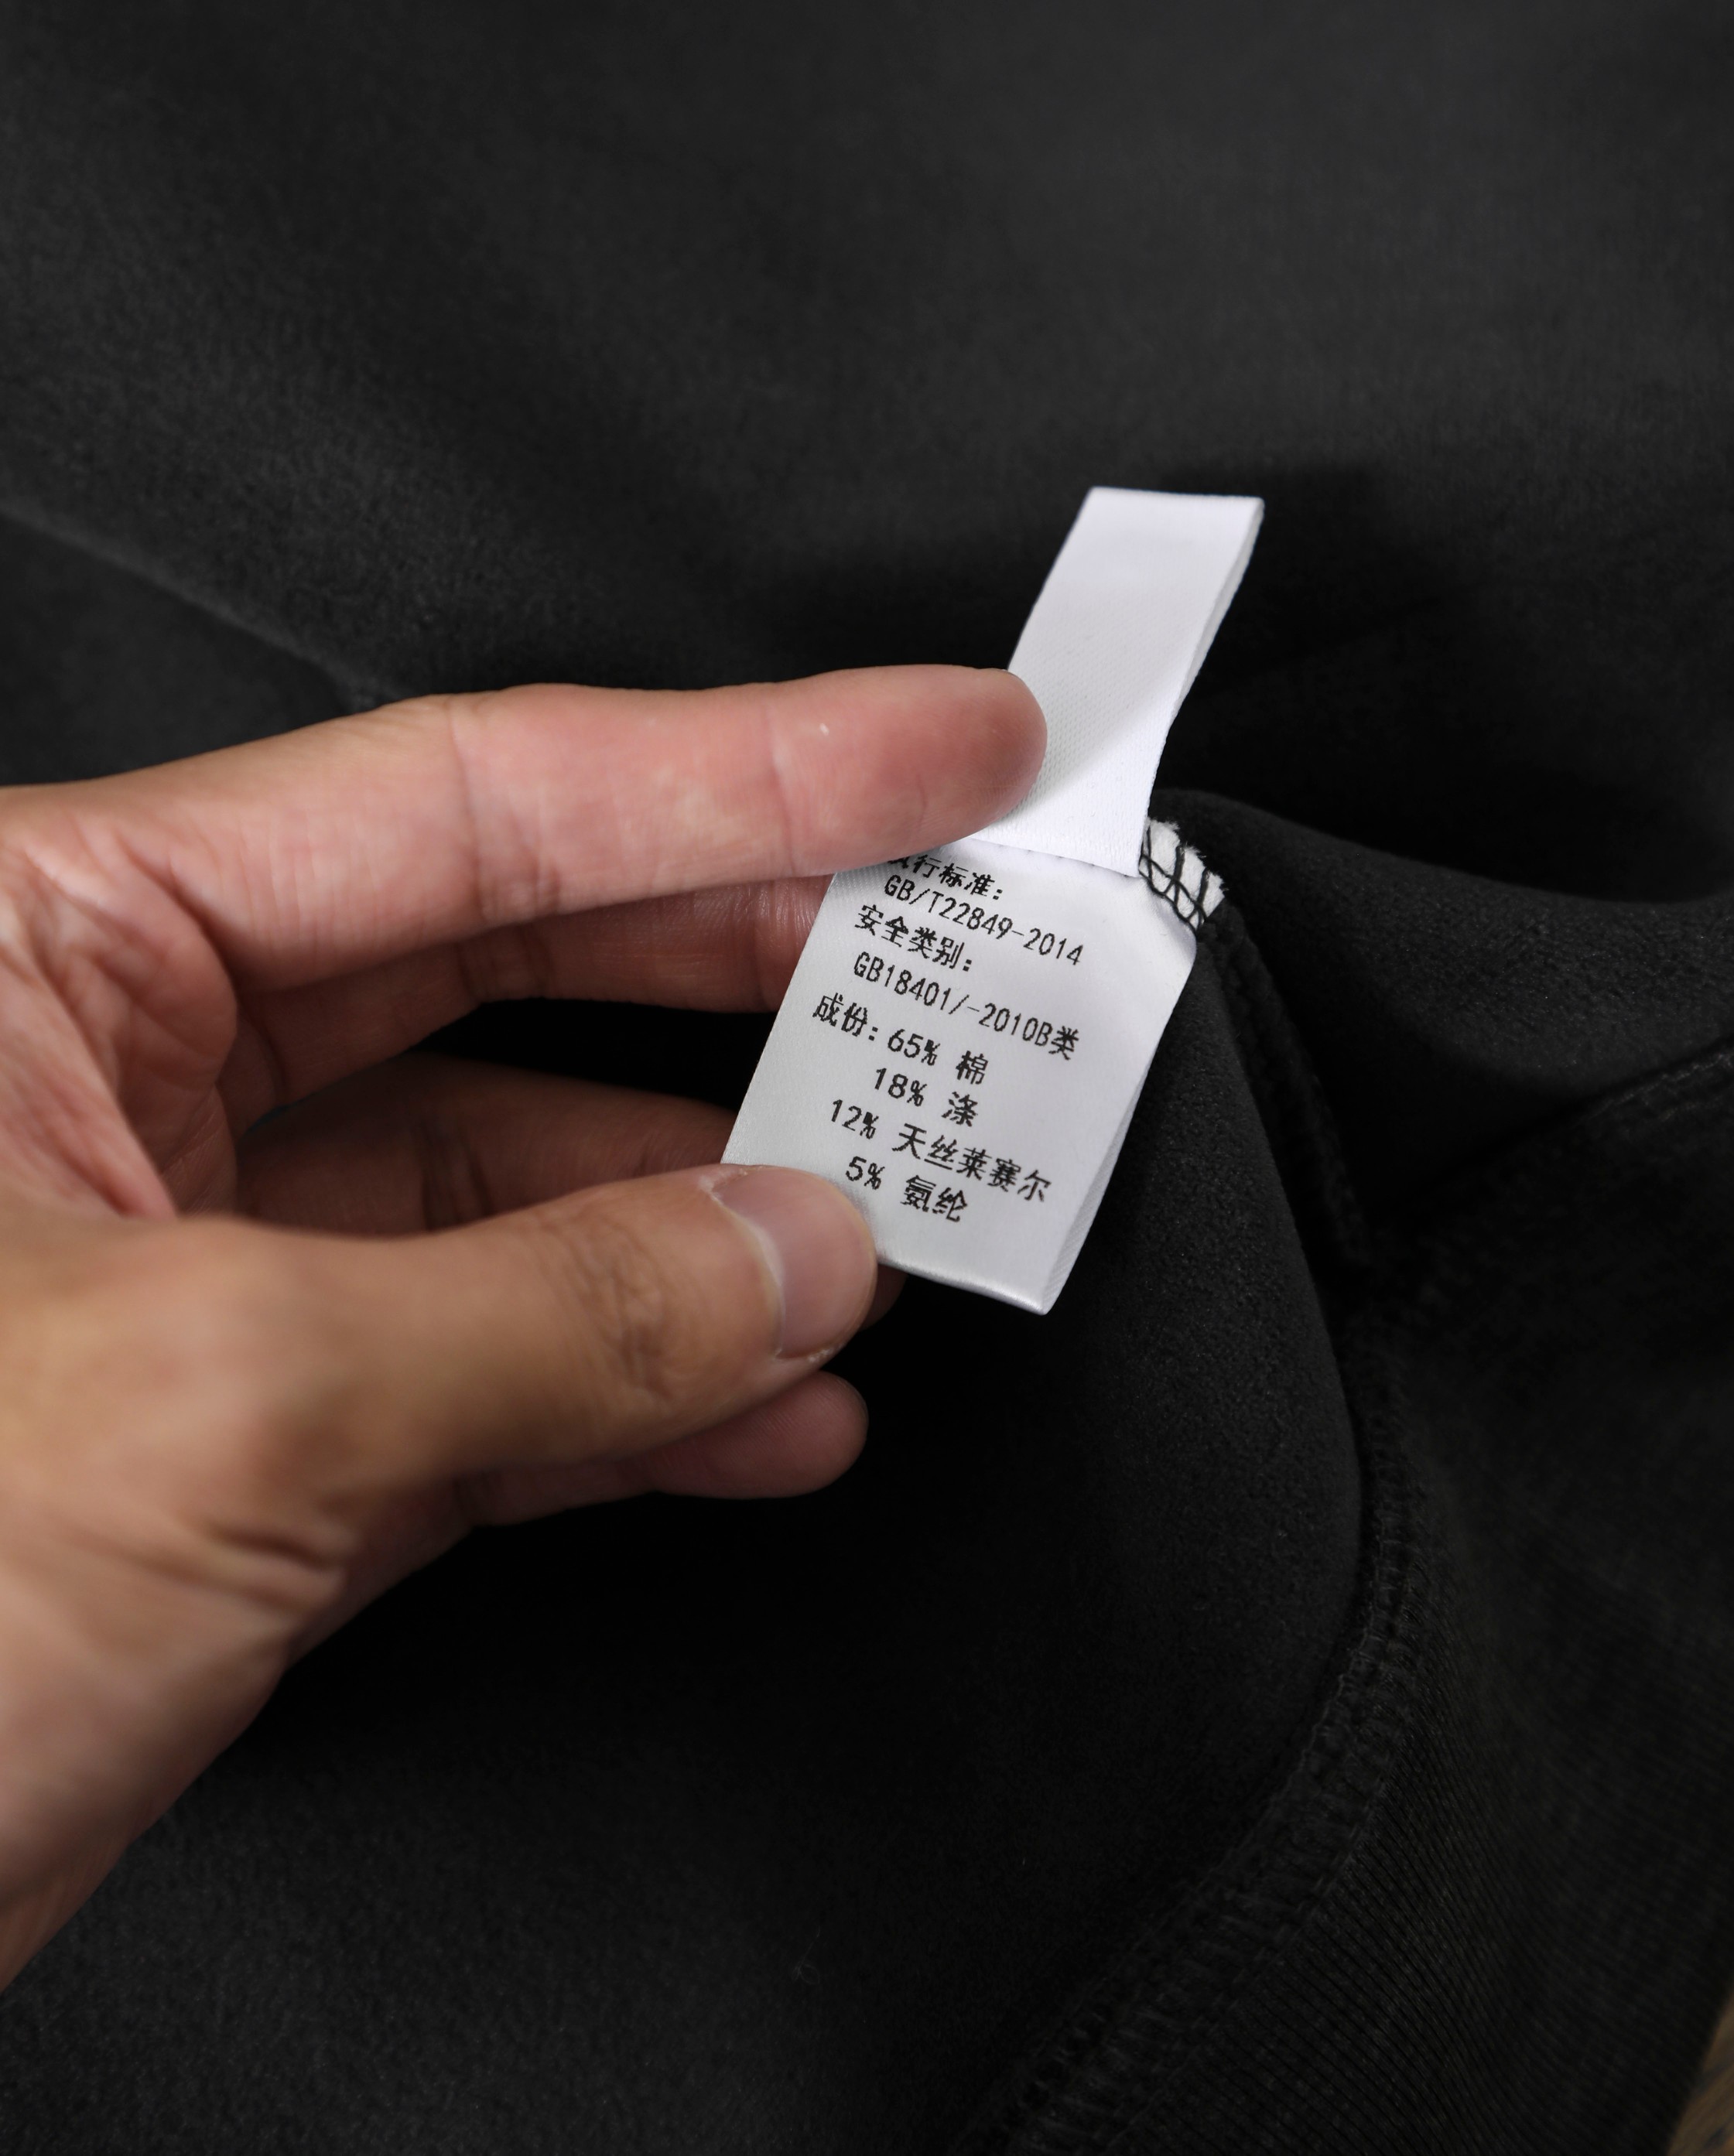 执行标准:
GB/T22849-2014
安全类别:
GB18401/-2010B类
成份:65% 棉
18% 涤
12% 天丝莱赛尔
5% 氨纶